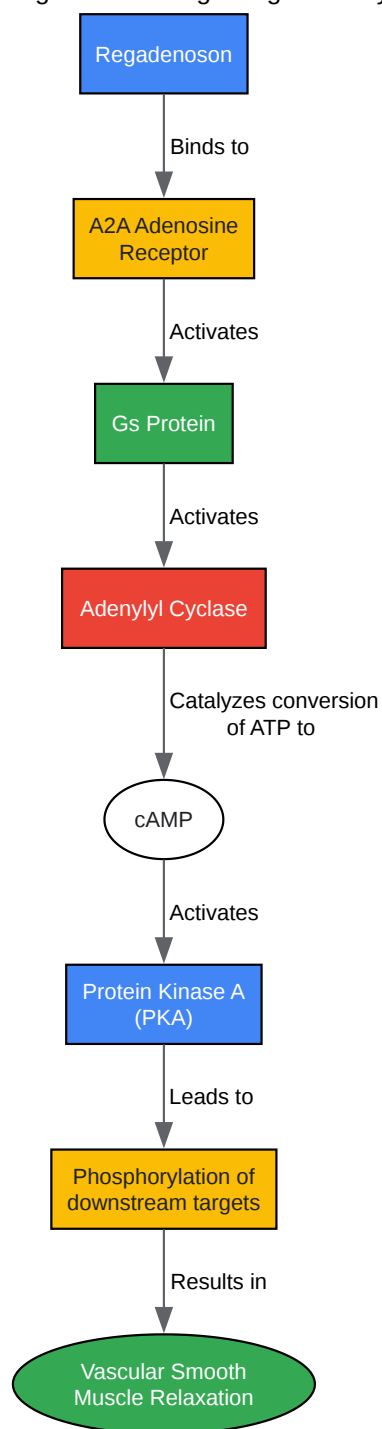 Regadenoson
Binds to
A2A Adenosine
Receptor
Activates
Gs Protein
Activates
Adenylyl Cyclase
Catalyzes conversion
of ATP to
cAMP
Activates
Protein Kinase A
(PKA)
Leads to
Phosphorylation of
downstream targets
Results in
Vascular Smooth
Muscle Relaxation